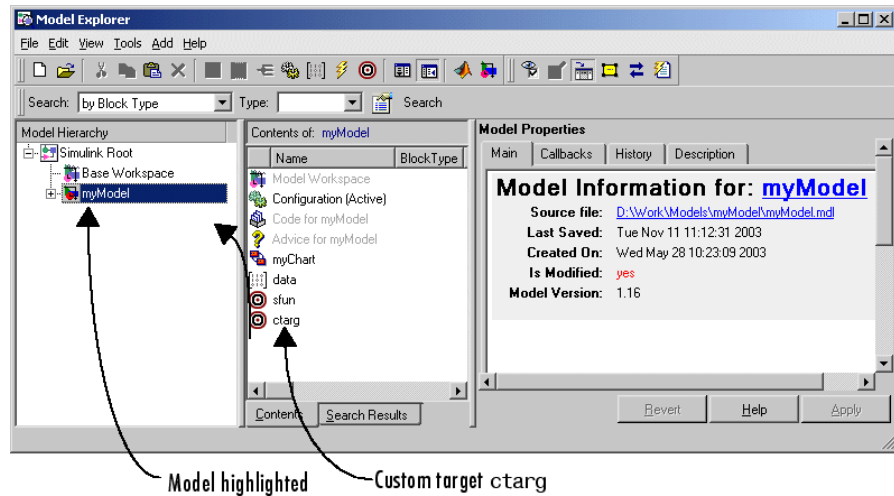 Model Explorer
File Edit View Tools Add Help
Search: by Block Type Type: Search
Model Hierarchy
Simulink Root
Base Workspace
myModel
Contents of: myModel
Name BlockType
Model Workspace
Configuration (Active)
Code for myModel
Advice for myModel
myChart
data
sfun
ctarg
Contents Search Results
Model Properties
Main Callbacks History Description
Model Information for: myModel
Source file: D:\Work\Models\myModel\myModel.mdl
Last Saved: Tue Nov 11 11:12:31 2003
Created On: Wed May 28 10:23:09 2003
Is Modified: yes
Model Version: 1.16
Revert Help Apply
Model highlighted
Custom target ctarg